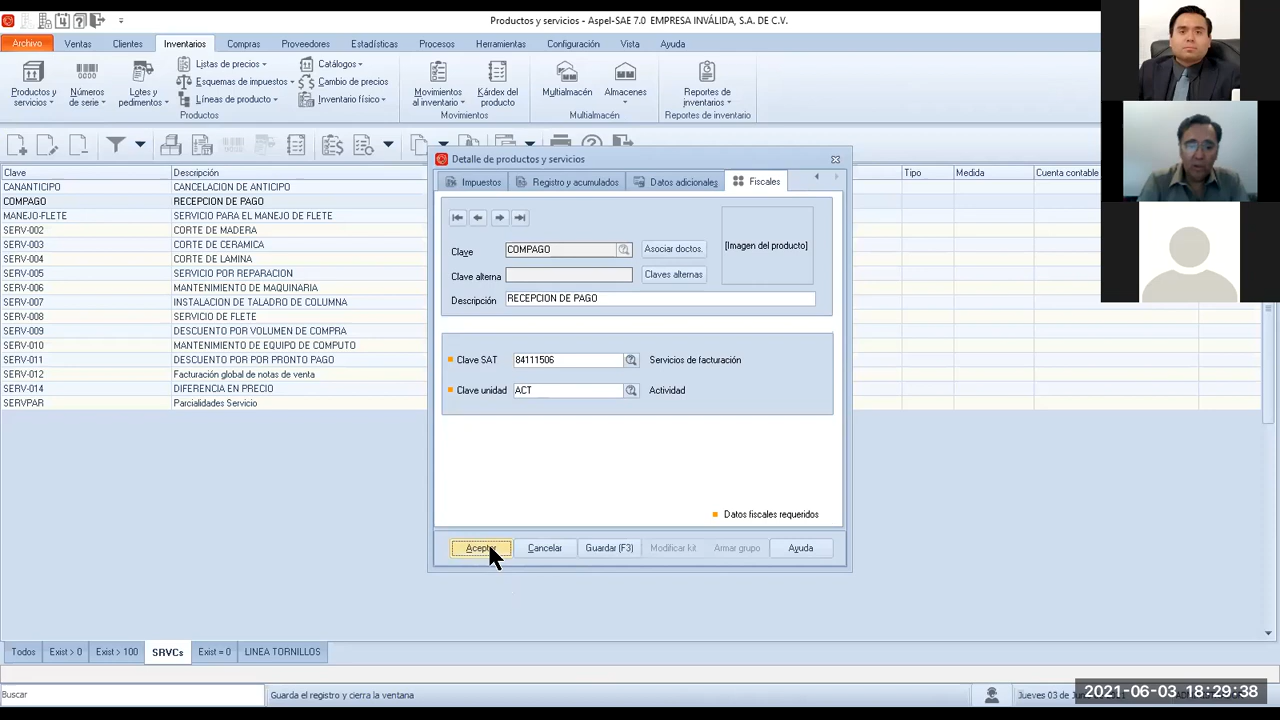 Productos y servicios - Aspel-SAE 7.0 EMPRESA INVÁLIDA, S.A. DE C.V.
Archivo Ventas Clientes Inventarios Compras Proveedores Estadísticas Procesos Herramientas Configuración Vista Ayuda
Productos y servicios
Números de serie
Lotes y pedimentos
Listas de precios
Esquemas de impuestos
Líneas de producto
Catálogos
Cambio de precios
Inventario físico
Movimientos al inventario
Kárdex del producto
Multialmacén
Almacenes
Reportes de inventarios
Productos
Movimientos
Multialmacén
Reportes de inventario
Clave Descripción Tipo Medida Cuenta contable
CANANTICIPO CANCELACION DE ANTICIPO
COMPAGO RECEPCION DE PAGO
MANEJO-FLETE SERVICIO PARA EL MANEJO DE FLETE
SERV-002 CORTE DE MADERA
SERV-003 CORTE DE CERAMICA
SERV-004 CORTE DE LAMINA
SERV-005 SERVICIO POR REPARACION
SERV-006 MANTENIMIENTO DE MAQUINARIA
SERV-007 INSTALACION DE TALADRO DE COLUMNA
SERV-008 SERVICIO DE FLETE
SERV-009 DESCUENTO POR VOLUMEN DE COMPRA
SERV-010 MANTENIMIENTO DE EQUIPO DE COMPUTO
SERV-011 DESCUENTO POR POR PRONTO PAGO
SERV-012 Facturación global de notas de venta
SERV-014 DIFERENCIA EN PRECIO
SERVPAR Parcialidades Servicio
Detalle de productos y servicios
Impuestos Registro y acumulados Datos adicionales Fiscales
Clave COMPAGO Asociar doctos.
[Imagen del producto]
Clave alterna Claves alternas
Descripción RECEPCION DE PAGO
Clave SAT 84111506 Servicios de facturación
Clave unidad ACT Actividad
Datos fiscales requeridos
Aceptar Cancelar Guardar (F3) Modificar kit Armar grupo Ayuda
Todos Exist > 0 Exist > 100 SRVCs Exist = 0 LINEA TORNILLOS
Buscar Guarda el registro y cierra la ventana Jueves 03 de
2021-06-03 18:29:38